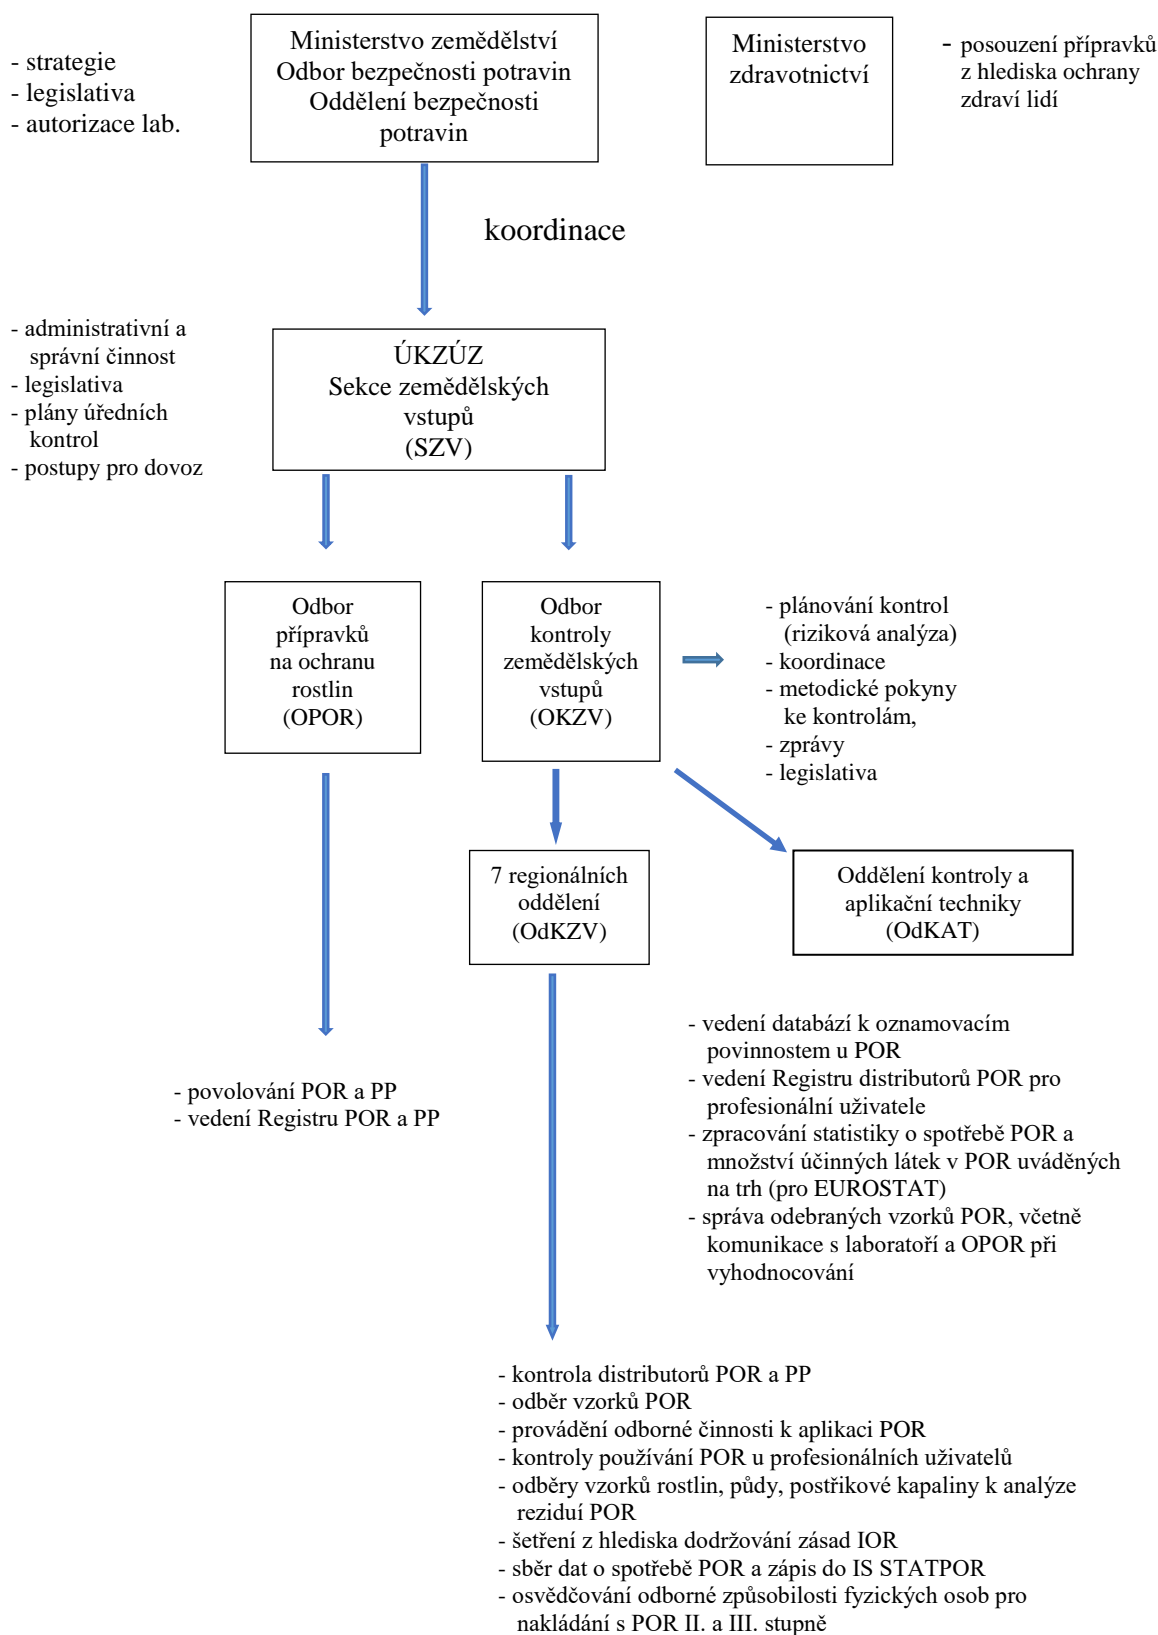 - strategie
- legislativa
- autorizace lab.
Ministerstvo zemědělství
Odbor bezpečnosti potravin
Oddělení bezpečnosti
potravin
Ministerstvo
zdravotnictví
- posouzení přípravků
z hlediska ochrany
zdraví lidí
koordinace
- administrativní a
správní činnost
- legislativa
- plány úředních
kontrol
- postupy pro dovoz
ÚKZÚZ
Sekce zemědělských
vstupů
(SZV)
Odbor
přípravků
na ochranu
rostlin
(OPOR)
Odbor
kontroly
zemědělských
vstupů
(OKZV)
- plánování kontrol
(riziková analýza)
- koordinace
- metodické pokyny
ke kontrolám,
- zprávy
- legislativa
7 regionálních
oddělení
(OdKZV)
Oddělení kontroly a
aplikační techniky
(OdKAT)
- povolování POR a PP
- vedení Registru POR a PP
- vedení databází k oznamovacím
povinnostem u POR
- vedení Registru distributorů POR pro
profesionální uživatele
- zpracování statistiky o spotřebě POR a
množství účinných látek v POR uváděných
na trh (pro EUROSTAT)
- správa odebraných vzorků POR, včetně
komunikace s laboratoří a OPOR při
vyhodnocování
- kontrola distributorů POR a PP
- odběr vzorků POR
- provádění odborné činnosti k aplikaci POR
- kontroly používání POR u profesionálních uživatelů
- odběry vzorků rostlin, půdy, postřikové kapaliny k analýze
reziduí POR
- šetření z hlediska dodržování zásad IOR
- sběr dat o spotřebě POR a zápis do IS STATPOR
- osvědčování odborné způsobilosti fyzických osob pro
nakládání s POR II. a III. stupně